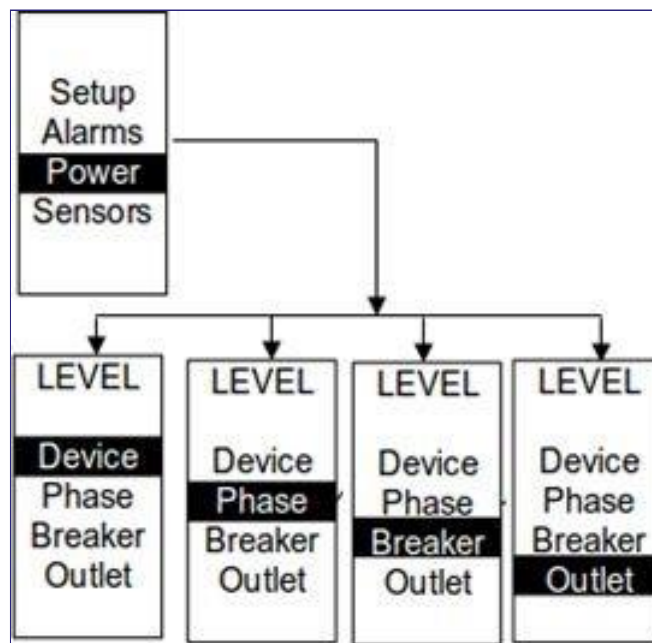 Setup
Alarms
Power
Sensors
LEVEL
Device
Phase
Breaker
Outlet
LEVEL
Device
Phase
Breaker
Outlet
LEVEL
Device
Phase
Breaker
Outlet
LEVEL
Device
Phase
Breaker
Outlet